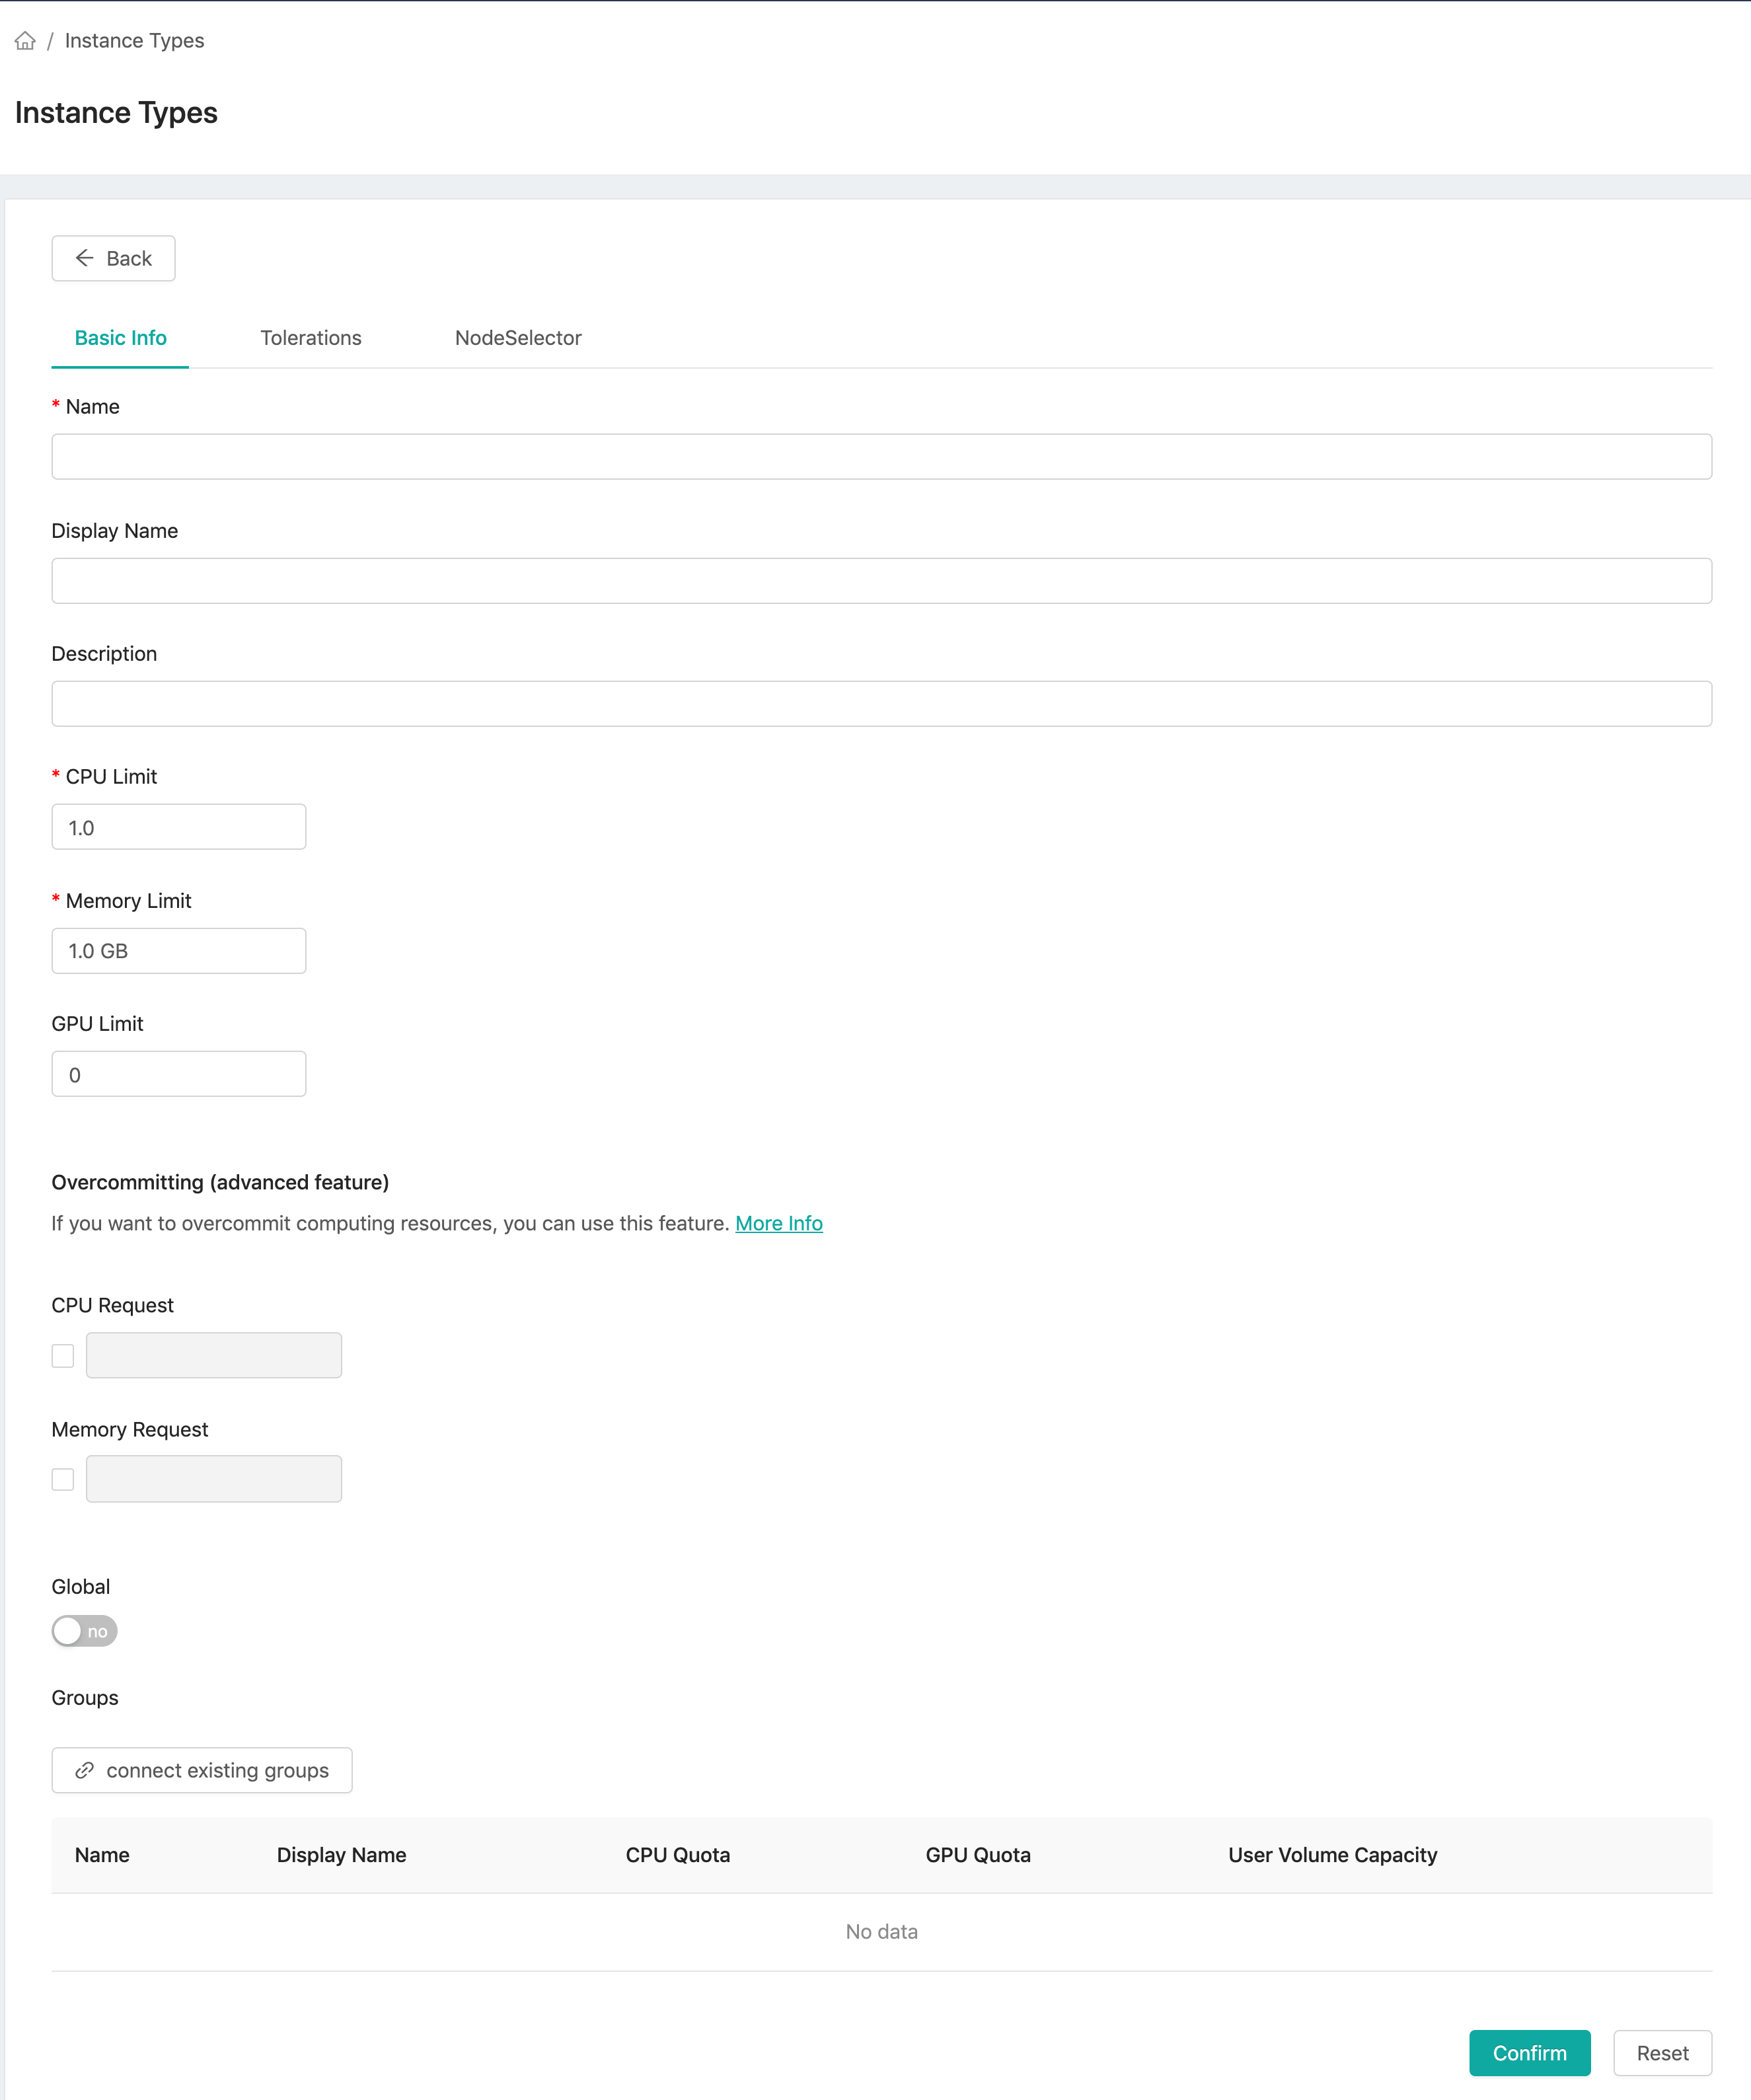 / Instance Types
Instance Types
Back
Basic Info Tolerations NodeSelector
* Name
Display Name
Description
* CPU Limit
1.0
* Memory Limit
1.0 GB
GPU Limit
0
Overcommitting (advanced feature)
If you want to overcommit computing resources, you can use this feature. More Info
CPU Request
Memory Request
Global
no
Groups
connect existing groups
Name Display Name CPU Quota GPU Quota User Volume Capacity
No data
Confirm Reset